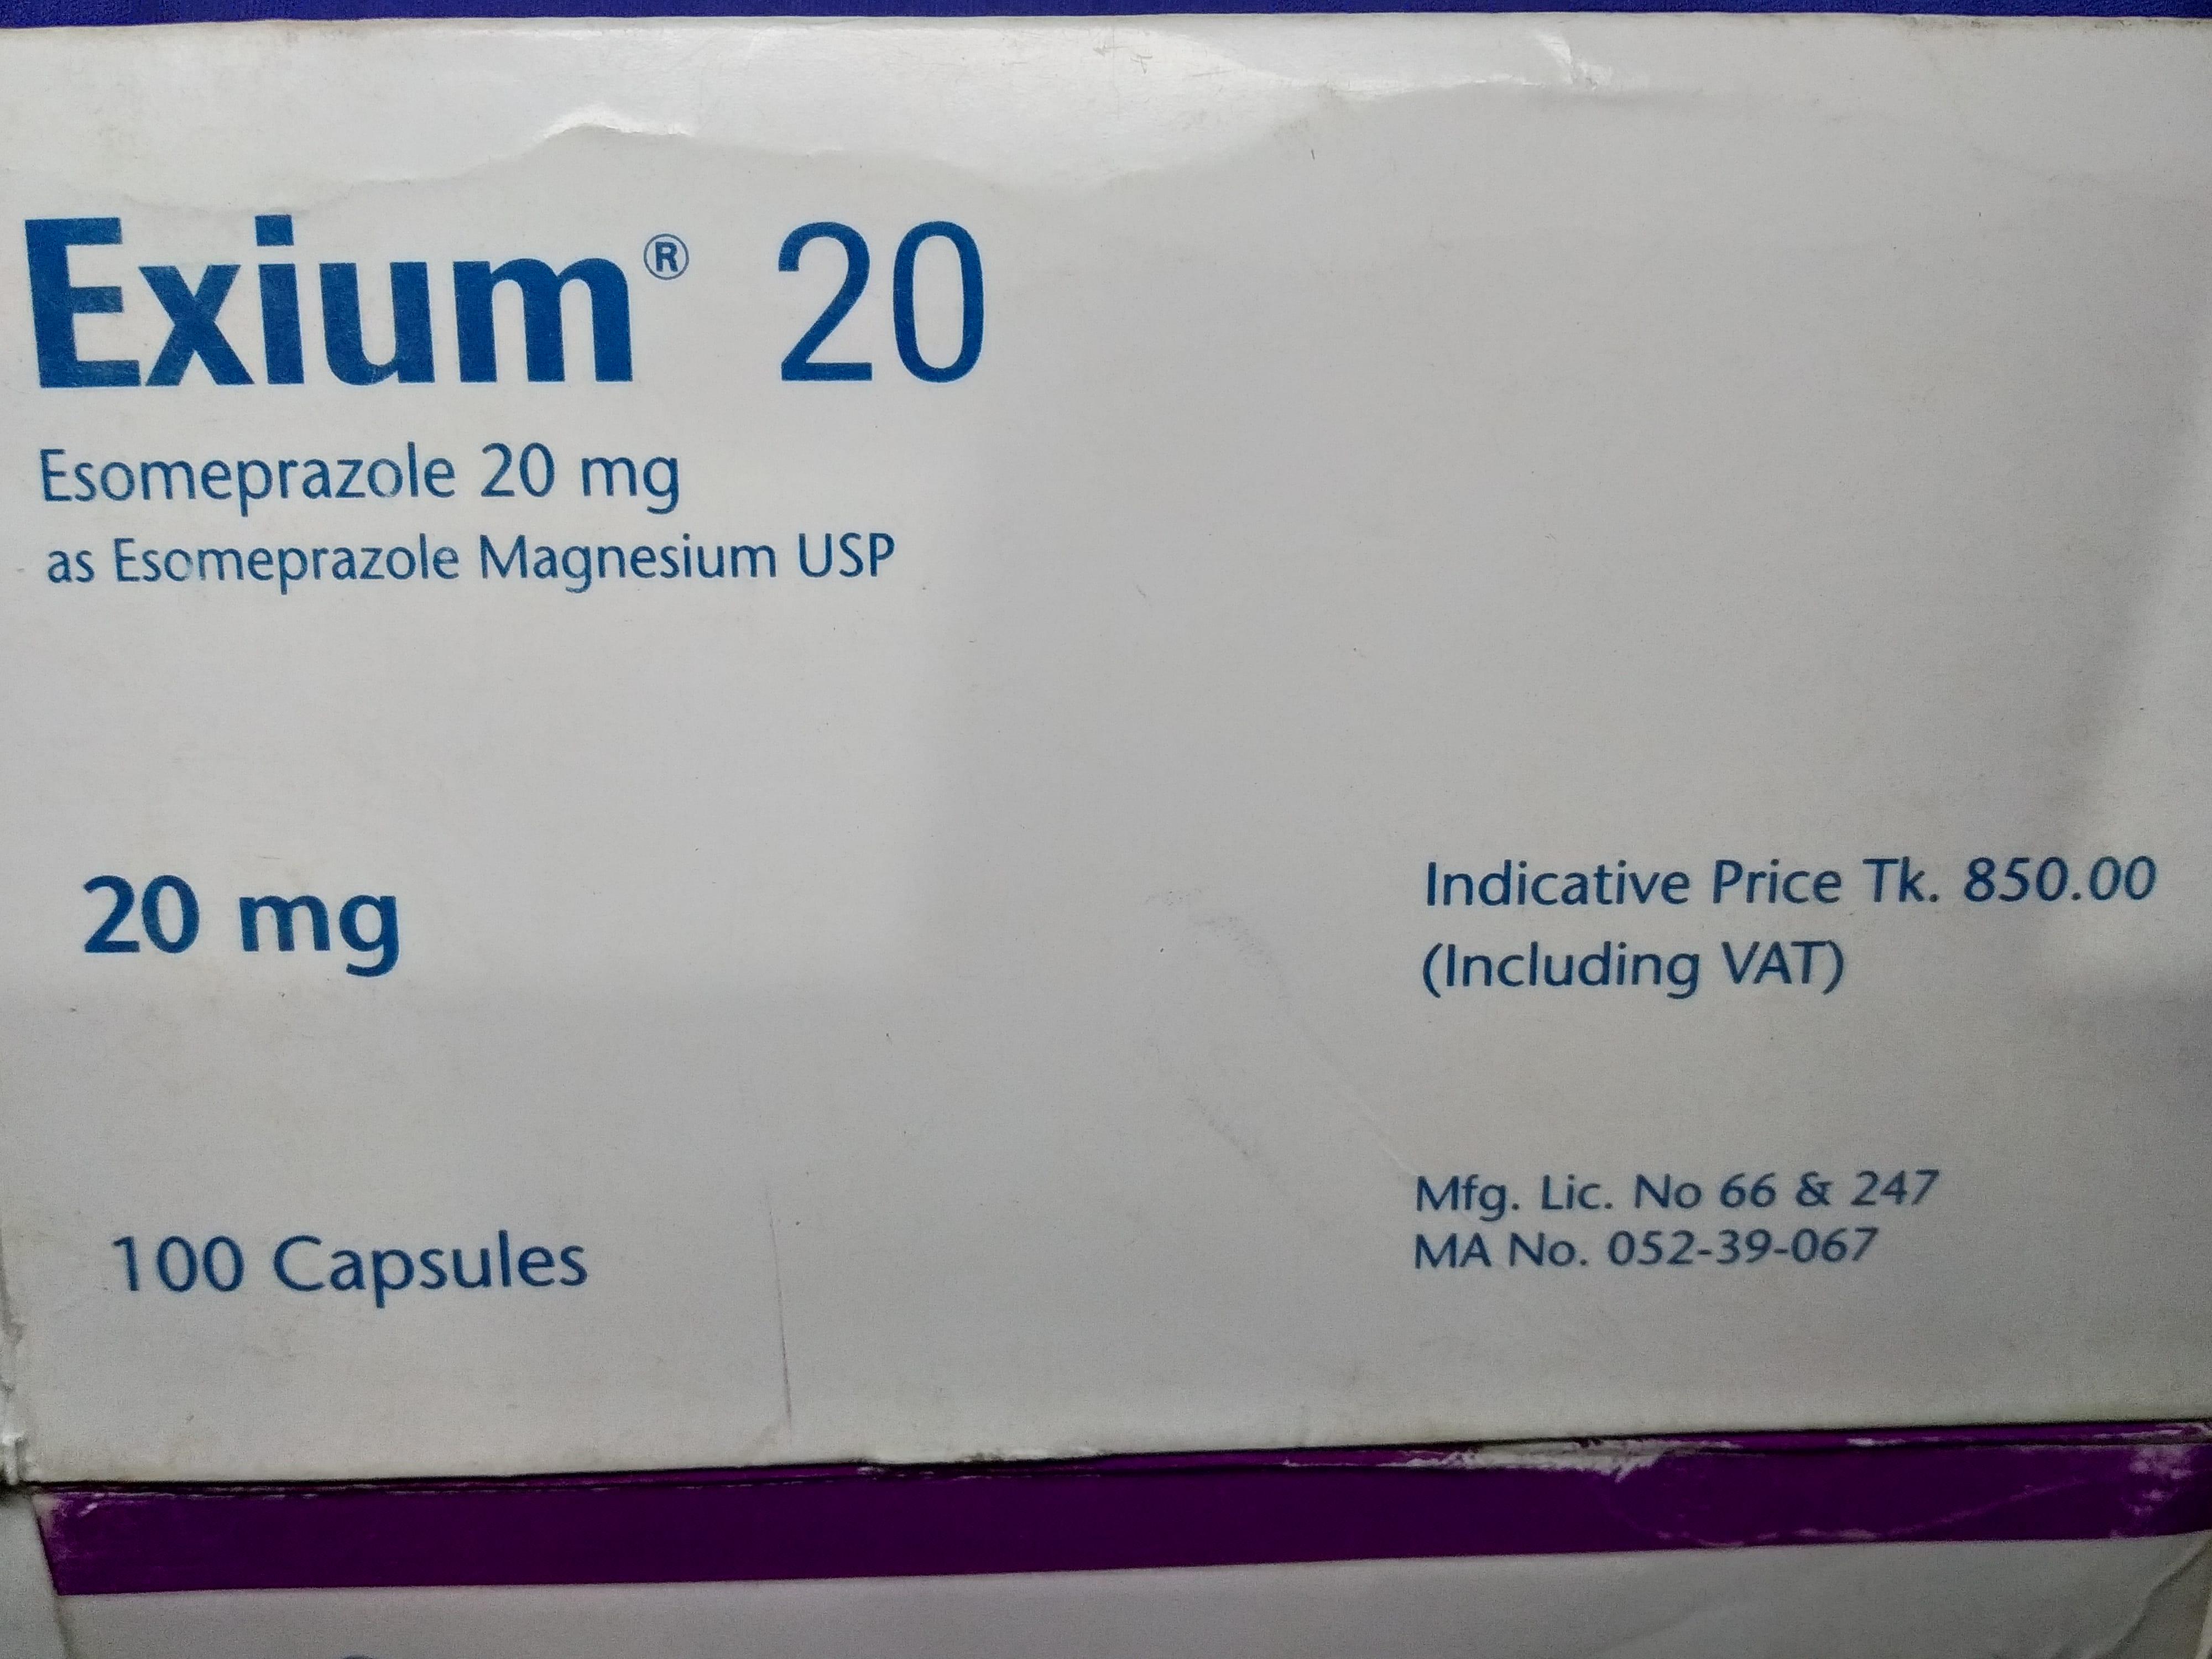 Exium® 20
Esomeprazole 20 mg
as Esomeprazole Magnesium USP
20 mg
Indicative Price Tk. 850.00
(Including VAT)
100 Capsules
Mfg. Lic. No 66 & 247
MA No. 052-39-067